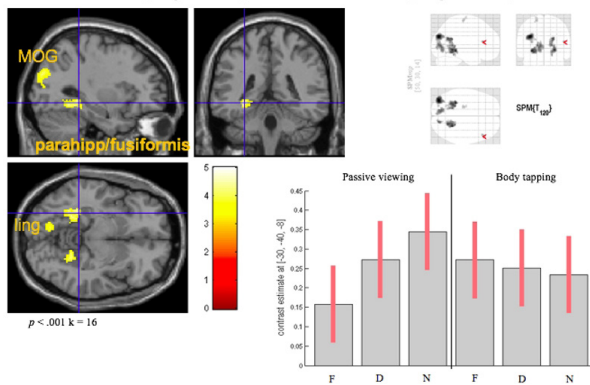 MOG
parahipp/fusiformis
ling
5
4
3
2
1
0
p < .001 k = 16
SPMmip
SPM{T120}
Passive viewing
Body tapping
contrast estimate at [-30, -40, -8]
0.45
0.4
0.35
0.3
0.25
0.2
0.15
0.1
0.05
0
F D N F D N